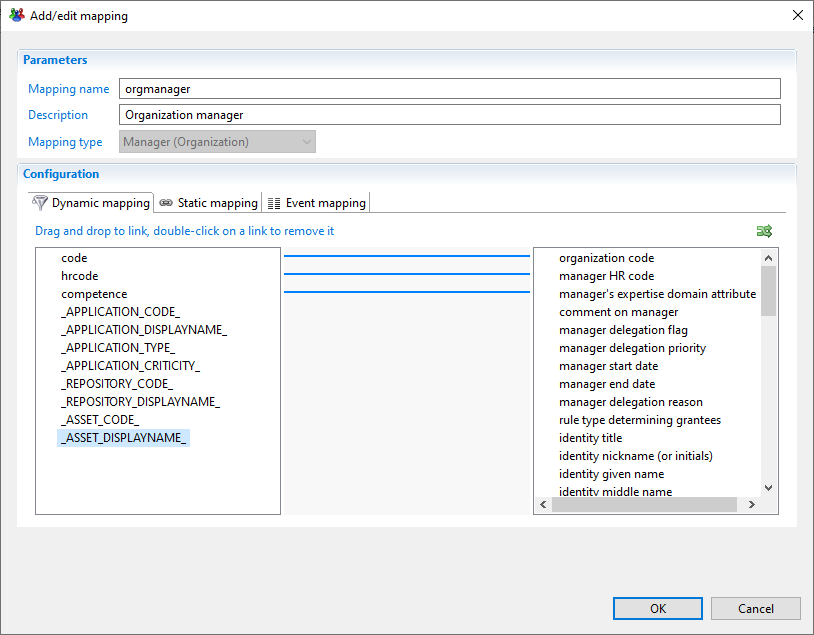 Add/edit mapping
Parameters
Mapping name orgmanager
Description Organization manager
Mapping type Manager (Organization)
Configuration
Dynamic mapping Static mapping Event mapping
Drag and drop to link, double-click on a link to remove it
code organization code
hrcode manager HR code
competence manager's expertise domain attribute
_APPLICATION_CODE_ comment on manager
_APPLICATION_DISPLAYNAME_ manager delegation flag
_APPLICATION_TYPE_ manager delegation priority
_APPLICATION_CRITICITY_ manager start date
_REPOSITORY_CODE_ manager end date
_REPOSITORY_DISPLAYNAME_ manager delegation reason
_ASSET_CODE_ rule type determining grantees
_ASSET_DISPLAYNAME_ identity title
identity nickname (or initials)
identity given name
identity middle name
OK Cancel